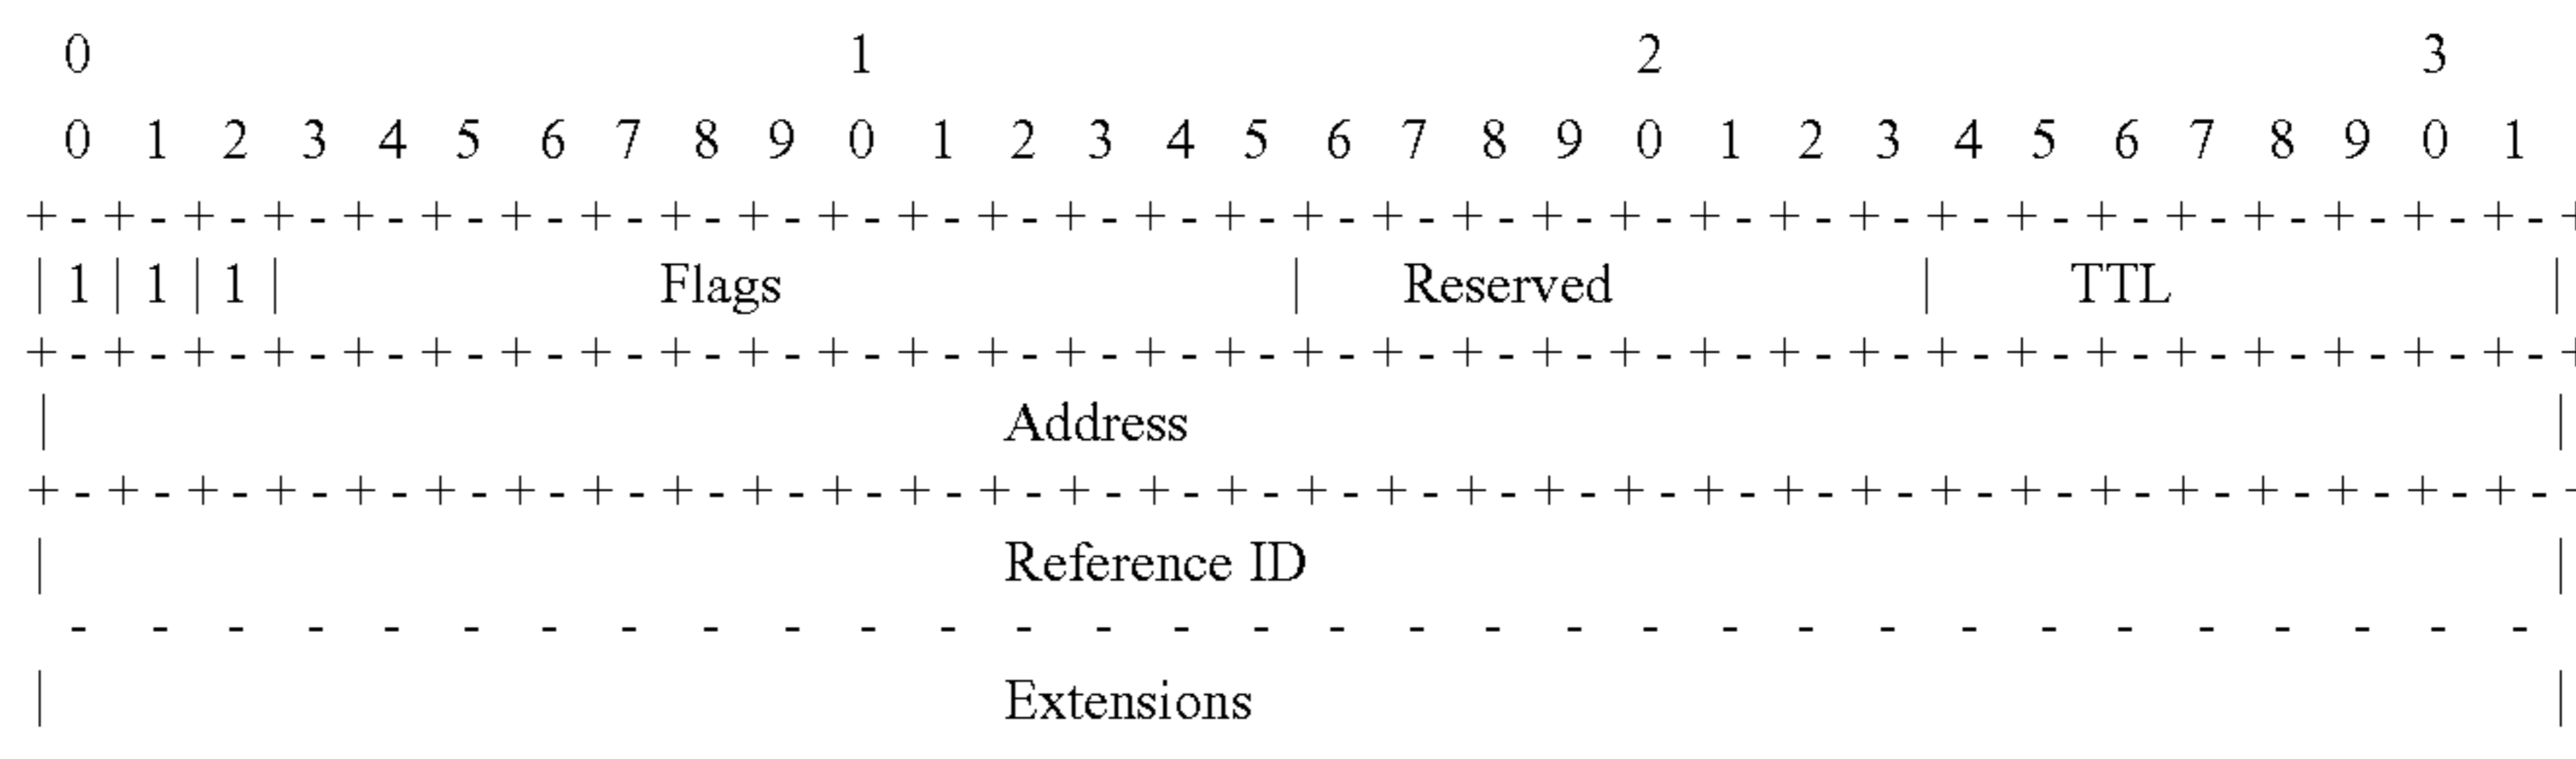 0 1 2 3
0 1 2 3 4 5 6 7 8 9 0 1 2 3 4 5 6 7 8 9 0 1 2 3 4 5 6 7 8 9 0 1
+-+-+-+-+-+-+-+-+-+-+-+-+-+-+-+-+-+-+-+-+-+-+-+-+-+-+-+-+-+-+-+-+
|1|1|1| Flags | Reserved | TTL |
+-+-+-+-+-+-+-+-+-+-+-+-+-+-+-+-+-+-+-+-+-+-+-+-+-+-+-+-+-+-+-+-+
| Address |
+-+-+-+-+-+-+-+-+-+-+-+-+-+-+-+-+-+-+-+-+-+-+-+-+-+-+-+-+-+-+-+-+
| Reference ID |
- - - - - - - - - - - - - - - - - - - - - - - - - - - - - - - -
| Extensions |